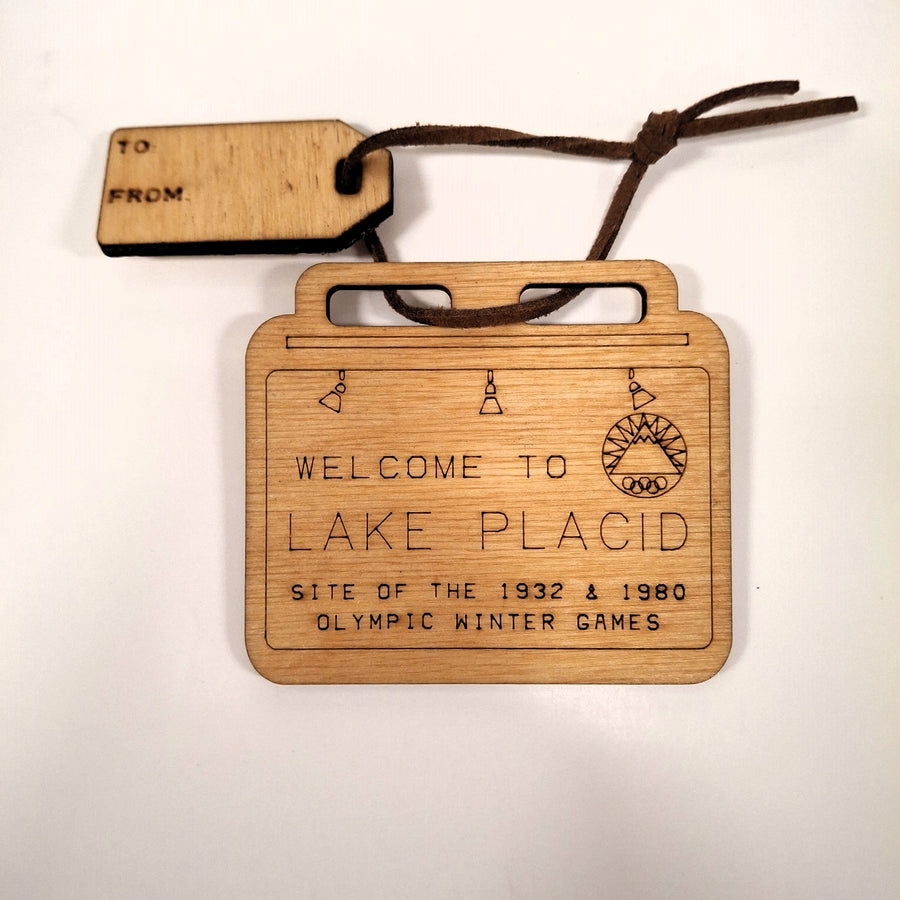 TO:
FROM:
WELCOME TO
LAKE PLACID
SITE OF THE 1932 & 1980
OLYMPIC WINTER GAMES